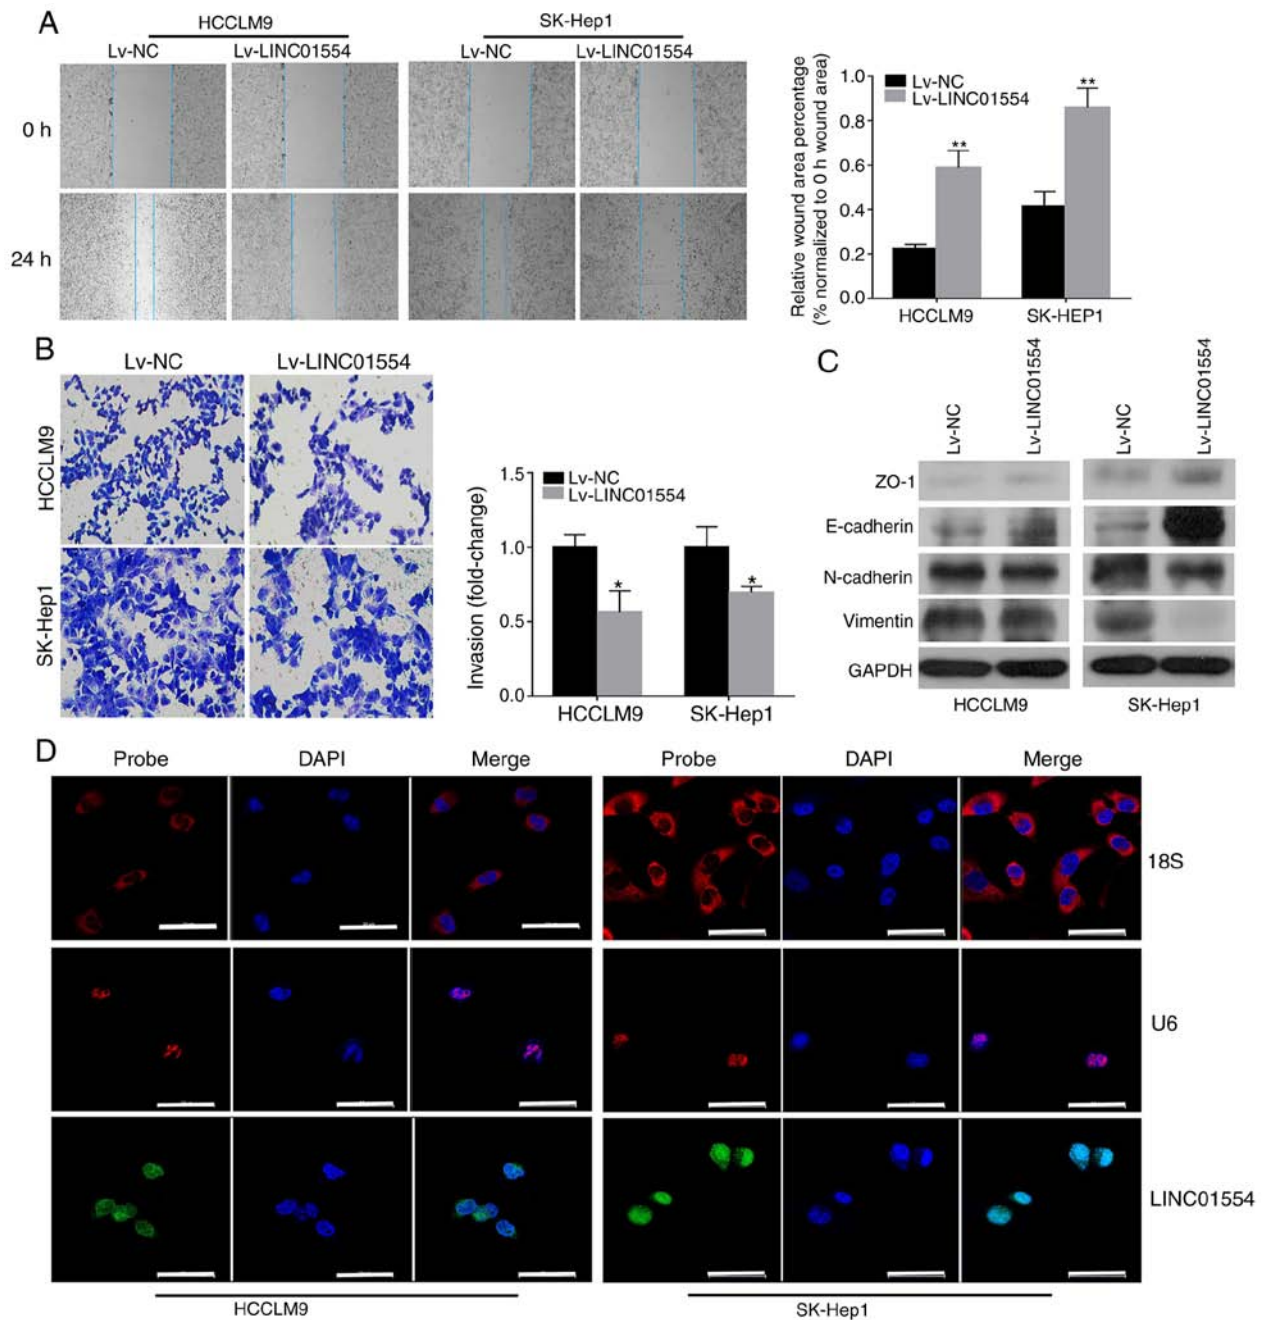 A
HCCLM9
SK-Hep1
Lv-NC
Lv-LINC01554
Lv-NC
Lv-LINC01554
0 h
24 h
Relative wound area percentage
(% normalized to 0 h wound area)
1.0
0.8
0.6
0.4
0.2
0.0
Lv-NC
Lv-LINC01554
**
**
HCCLM9
SK-HEP1
B
Lv-NC
Lv-LINC01554
HCCLM9
SK-Hep1
Invasion (fold-change)
1.5
1.0
0.5
0.0
Lv-NC
Lv-LINC01554
*
*
HCCLM9
SK-Hep1
C
Lv-NC
Lv-LINC01554
Lv-NC
Lv-LINC01554
ZO-1
E-cadherin
N-cadherin
Vimentin
GAPDH
HCCLM9
SK-Hep1
D
Probe
DAPI
Merge
Probe
DAPI
Merge
18S
U6
LINC01554
HCCLM9
SK-Hep1